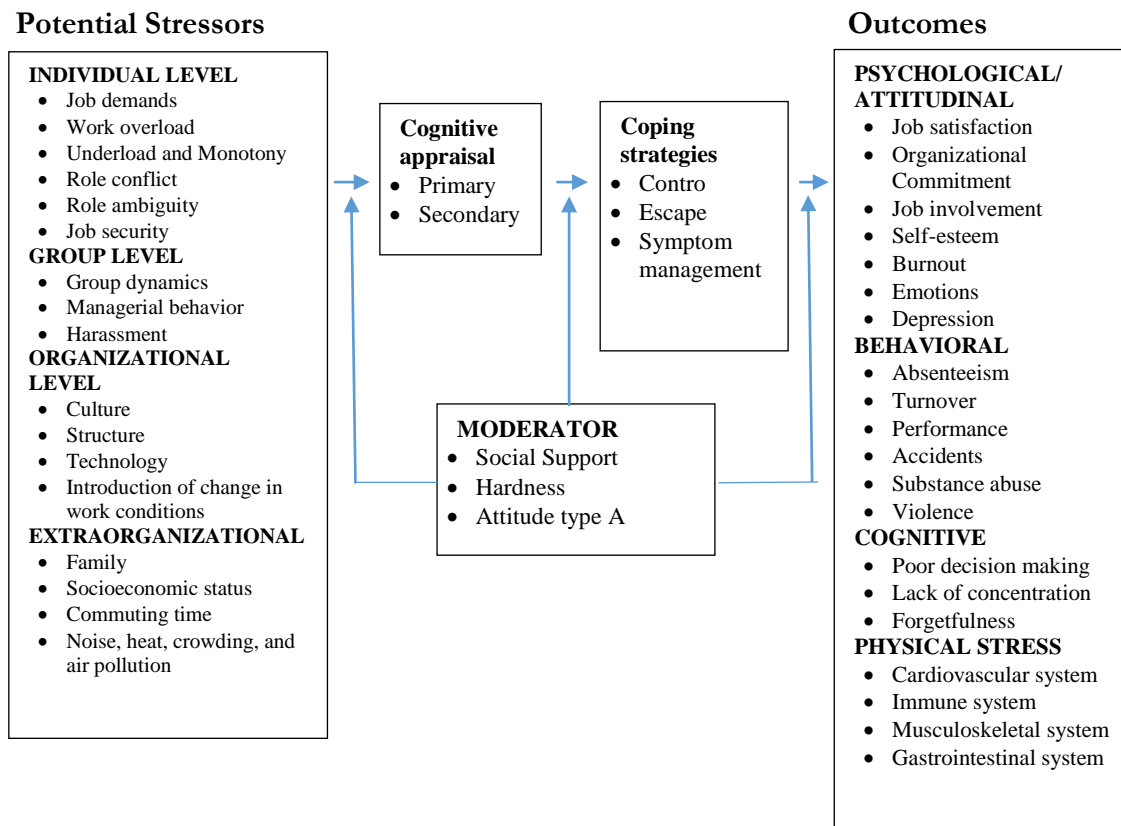 Potential Stressors
INDIVIDUAL LEVEL
• Job demands
• Work overload
• Underload and Monotony
• Role conflict
• Role ambiguity
• Job security
GROUP LEVEL
• Group dynamics
• Managerial behavior
• Harassment
ORGANIZATIONAL
LEVEL
• Culture
• Structure
• Technology
• Introduction of change in
work conditions
EXTRAORGANIZATIONAL
• Family
• Socioeconomic status
• Commuting time
• Noise, heat, crowding, and
air pollution
Cognitive
appraisal
• Primary
• Secondary
Coping
strategies
• Contro
• Escape
• Symptom
management
MODERATOR
• Social Support
• Hardness
• Attitude type A
Outcomes
PSYCHOLOGICAL/
ATTITUDINAL
• Job satisfaction
• Organizational
Commitment
• Job involvement
• Self-esteem
• Burnout
• Emotions
• Depression
BEHAVIORAL
• Absenteeism
• Turnover
• Performance
• Accidents
• Substance abuse
• Violence
COGNITIVE
• Poor decision making
• Lack of concentration
• Forgetfulness
PHYSICAL STRESS
• Cardiovascular system
• Immune system
• Musculoskeletal system
• Gastrointestinal system